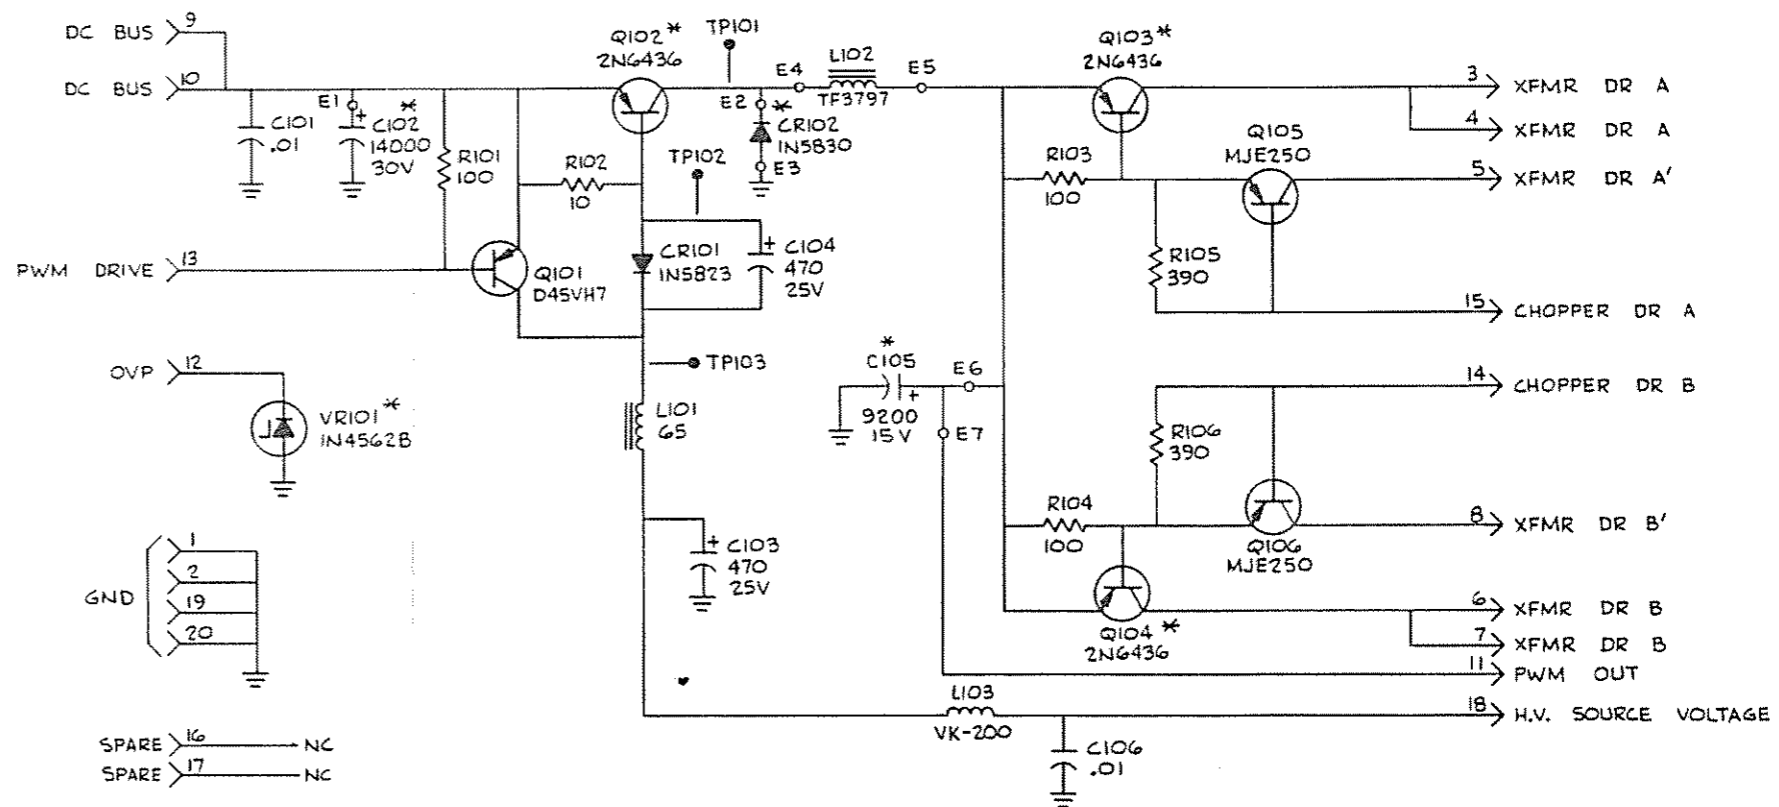 DC BUS 9
DC BUS 10
E1
C101
.01
*
C102
14000
30V
+
R101
100
Q102*
2N6436
TP101
E4
L102
TF3797
E5
E2
*
CR102
1N5830
E3
R102
10
TP102
CR101
1N5823
+
C104
470
25V
PWM DRIVE 13
Q101
D45VH7
TP103
OVP 12
VR101*
1N4562B
L101
65
+
C103
470
25V
GND
1
2
19
20
SPARE 16 NC
SPARE 17 NC
L103
VK-200
C106
.01
*
C105
+
9200
15V
E6
E7
Q103*
2N6436
R103
100
Q105
MJE250
R105
390
R106
390
R104
100
Q106
MJE250
Q104*
2N6436
3 XFMR DR A
4 XFMR DR A
5 XFMR DR A'
15 CHOPPER DR A
14 CHOPPER DR B
8 XFMR DR B'
6 XFMR DR B
7 XFMR DR B
11 PWM OUT
18 H.V. SOURCE VOLTAGE